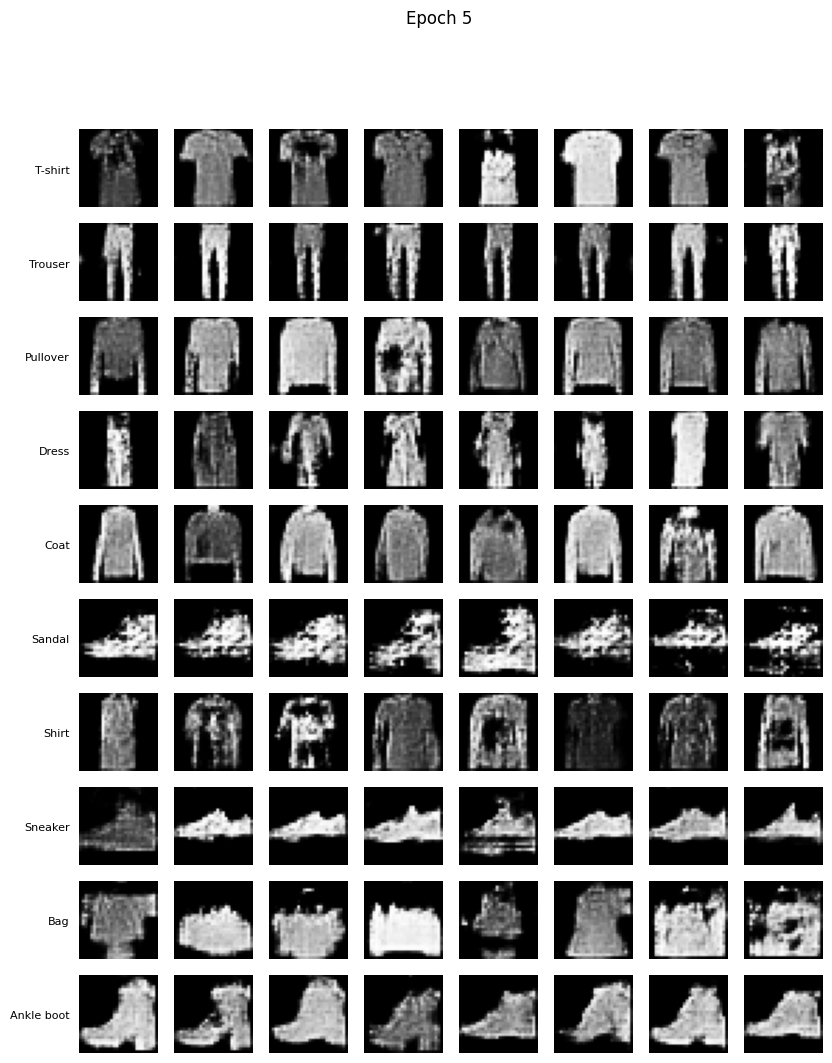 Epoch 5
T-shirt
Trouser
Pullover
Dress
Coat
Sandal
Shirt
Sneaker
Bag
Ankle boot